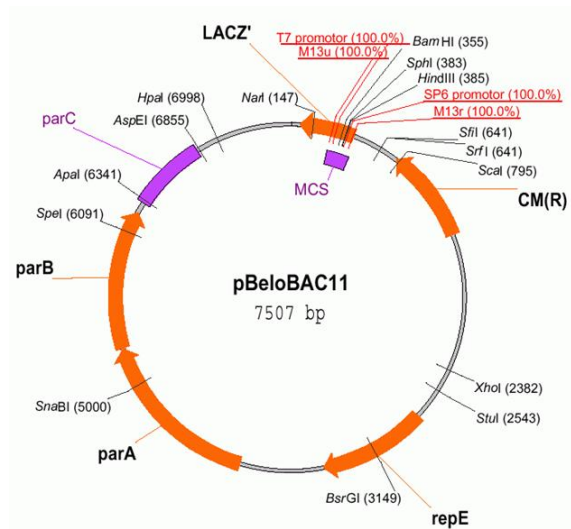 T7 promotor (100.0%)
LACZ'
M13u (100.0%)
BamHI (355)
SphI (383)
HindIII (385)
HpaI (6998)
NarI (147)
SP6 promotor (100.0%)
parC
AspEI (6855)
M13r (100.0%)
SfiI (641)
SrfI (641)
ScaI (795)
ApaI (6341)
MCS
CM(R)
SpeI (6091)
parB
pBeloBAC11
7507 bp
XhoI (2382)
SnaBI (5000)
StuI (2543)
parA
BsrGI (3149)
repE